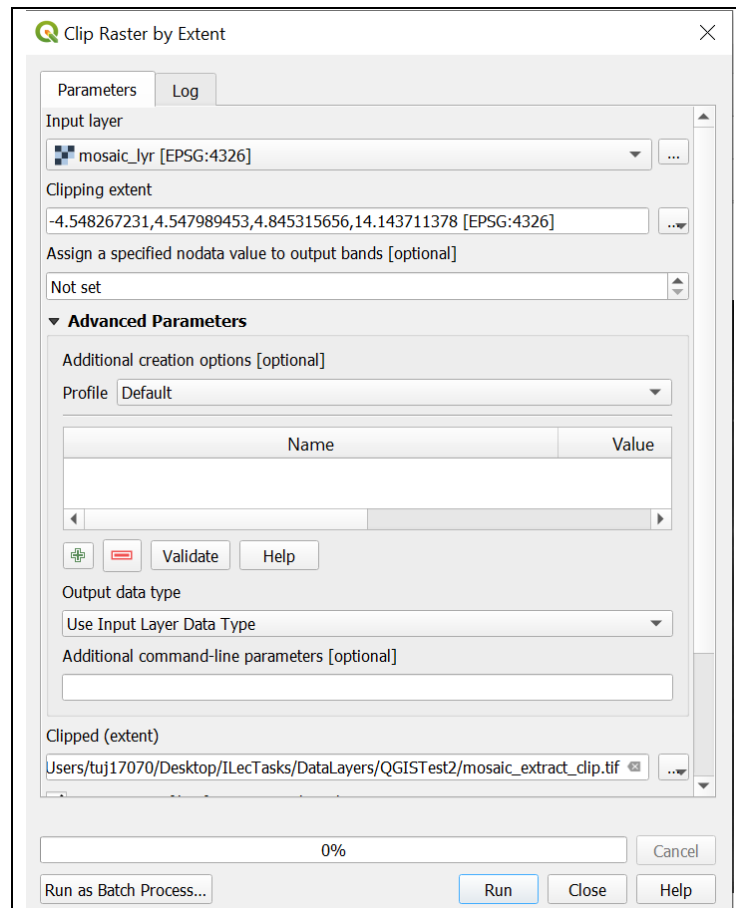 Clip Raster by Extent
Parameters Log
Input layer
mosaic_lyr [EPSG:4326] ...
Clipping extent
-4.548267231,4.547989453,4.845315656,14.143711378 [EPSG:4326] ...
Assign a specified nodata value to output bands [optional]
Not set
Advanced Parameters
Additional creation options [optional]
Profile Default
Name Value
Validate Help
Output data type
Use Input Layer Data Type
Additional command-line parameters [optional]
Clipped (extent)
Users/tuj17070/Desktop/ILecTasks/DataLayers/QGISTest2/mosaic_extract_clip.tif ...
0% Cancel
Run as Batch Process... Run Close Help